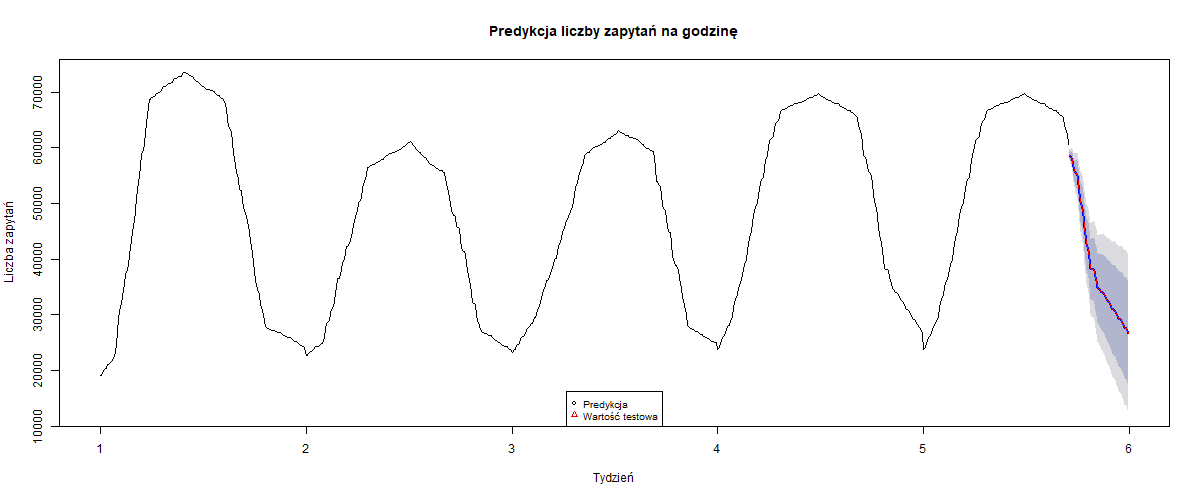 Predykcja liczby zapytań na godzinę
Liczba zapytań
70000
60000
50000
40000
30000
20000
10000
Predykcja
Wartość testowa
1 2 3 4 5 6
Tydzień